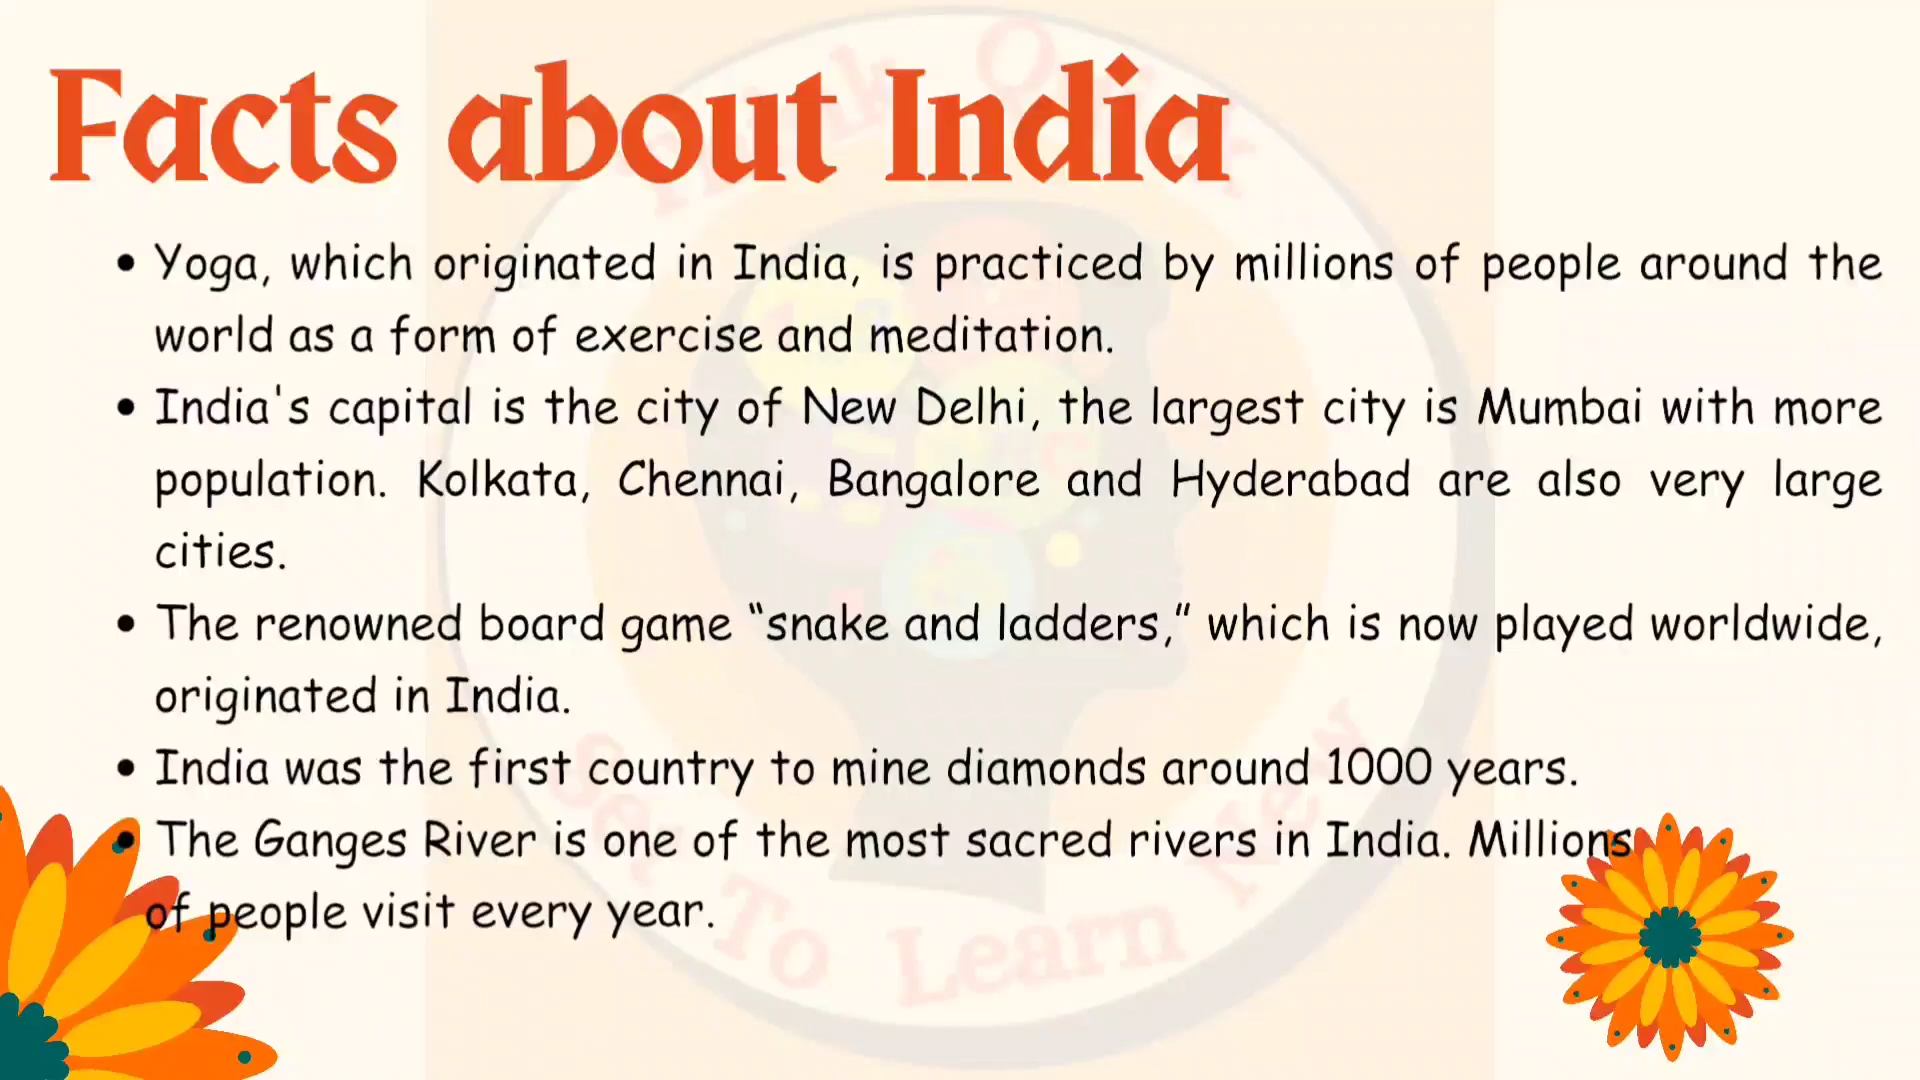 Facts about India
• Yoga, which originated in India, is practiced by millions of people around the
world as a form of exercise and meditation.
• India's capital is the city of New Delhi, the largest city is Mumbai with more
population. Kolkata, Chennai, Bangalore and Hyderabad are also very large
cities.
• The renowned board game “snake and ladders,” which is now played worldwide,
originated in India.
• India was the first country to mine diamonds around 1000 years.
• The Ganges River is one of the most sacred rivers in India. Millions
of people visit every year.
To Learn New